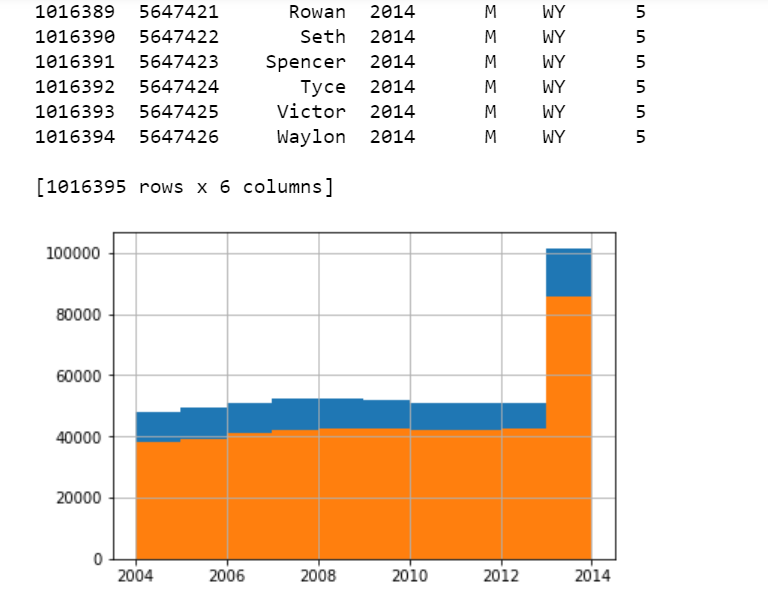 1016389 5647421 Rowan 2014 M WY 5
1016390 5647422 Seth 2014 M WY 5
1016391 5647423 Spencer 2014 M WY 5
1016392 5647424 Tyce 2014 M WY 5
1016393 5647425 Victor 2014 M WY 5
1016394 5647426 Waylon 2014 M WY 5
[1016395 rows x 6 columns]
100000
80000
60000
40000
20000
0
2004 2006 2008 2010 2012 2014